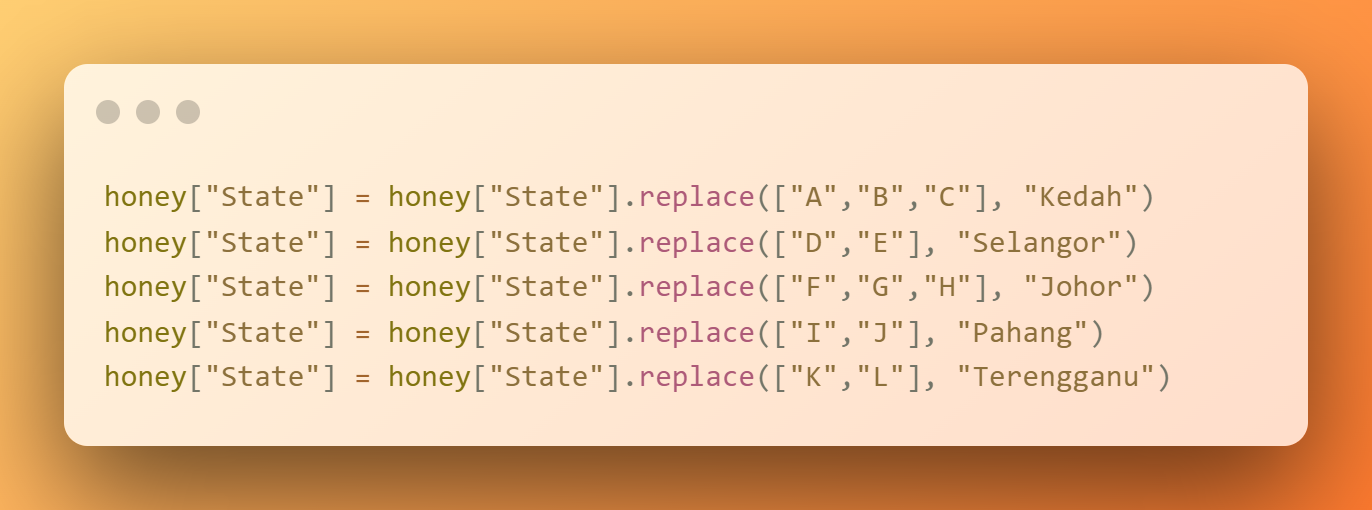 honey["State"] = honey["State"].replace(["A","B","C"], "Kedah")
honey["State"] = honey["State"].replace(["D","E"], "Selangor")
honey["State"] = honey["State"].replace(["F","G","H"], "Johor")
honey["State"] = honey["State"].replace(["I","J"], "Pahang")
honey["State"] = honey["State"].replace(["K","L"], "Terengganu")